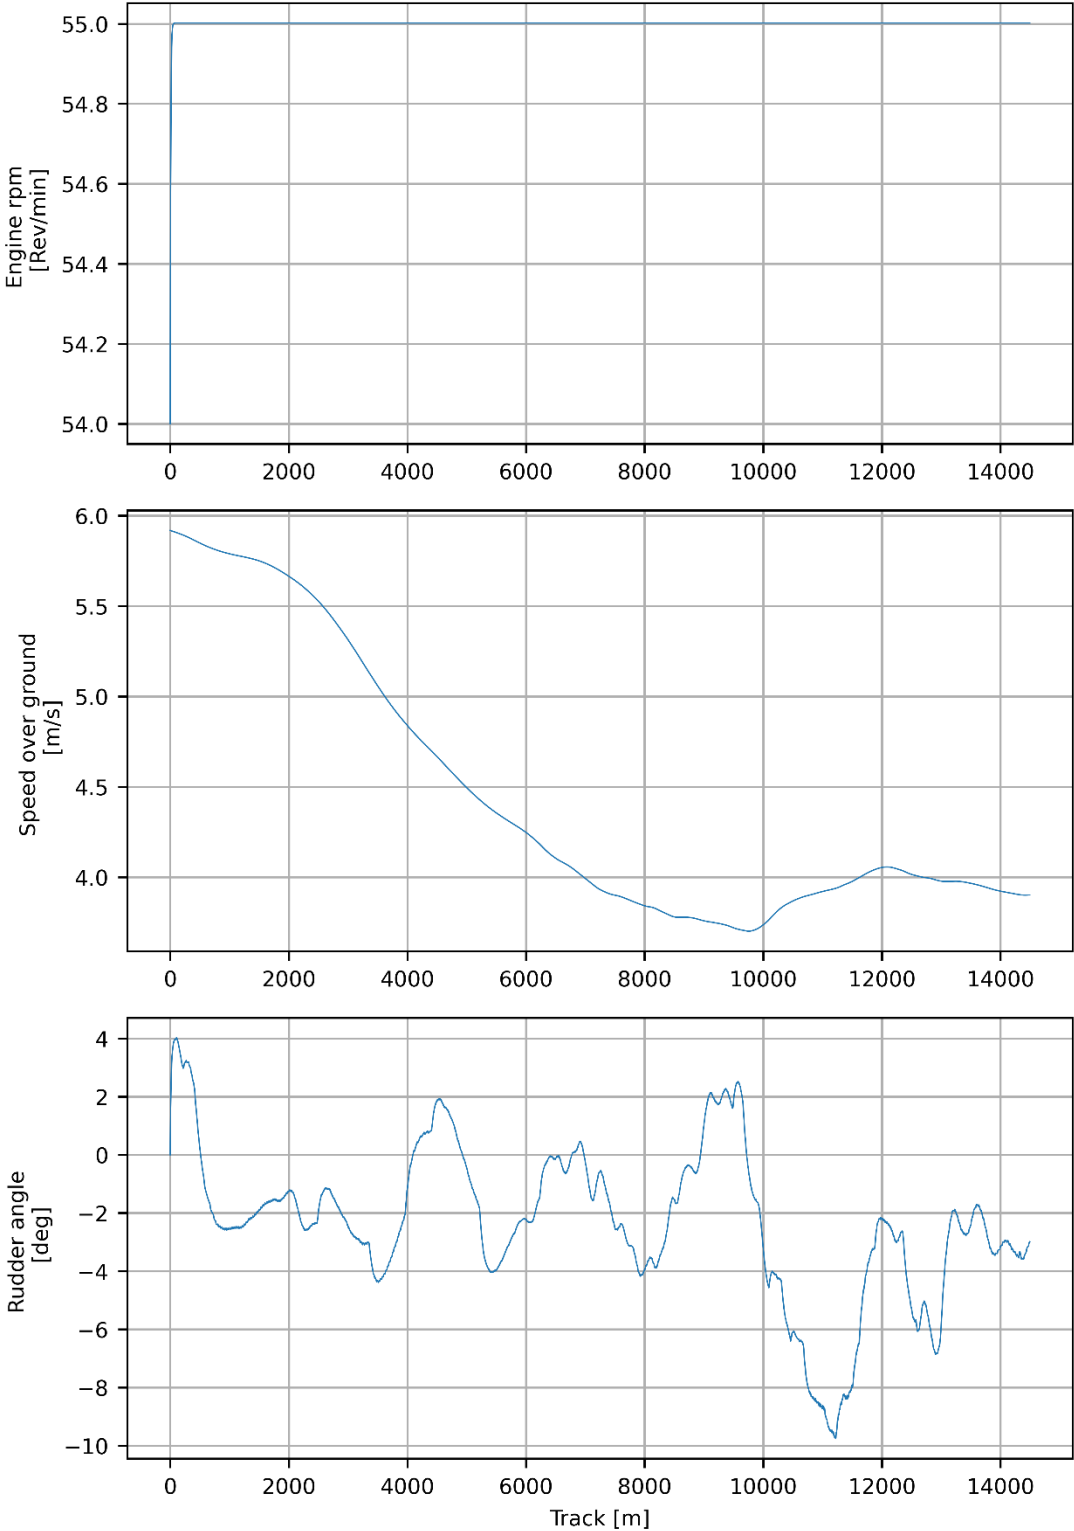 Engine rpm
[Rev/min]
55.0
54.8
54.6
54.4
54.2
54.0
0 2000 4000 6000 8000 10000 12000 14000
Speed over ground
[m/s]
6.0
5.5
5.0
4.5
4.0
0 2000 4000 6000 8000 10000 12000 14000
Rudder angle
[deg]
4
2
0
−2
−4
−6
−8
−10
0 2000 4000 6000 8000 10000 12000 14000
Track [m]